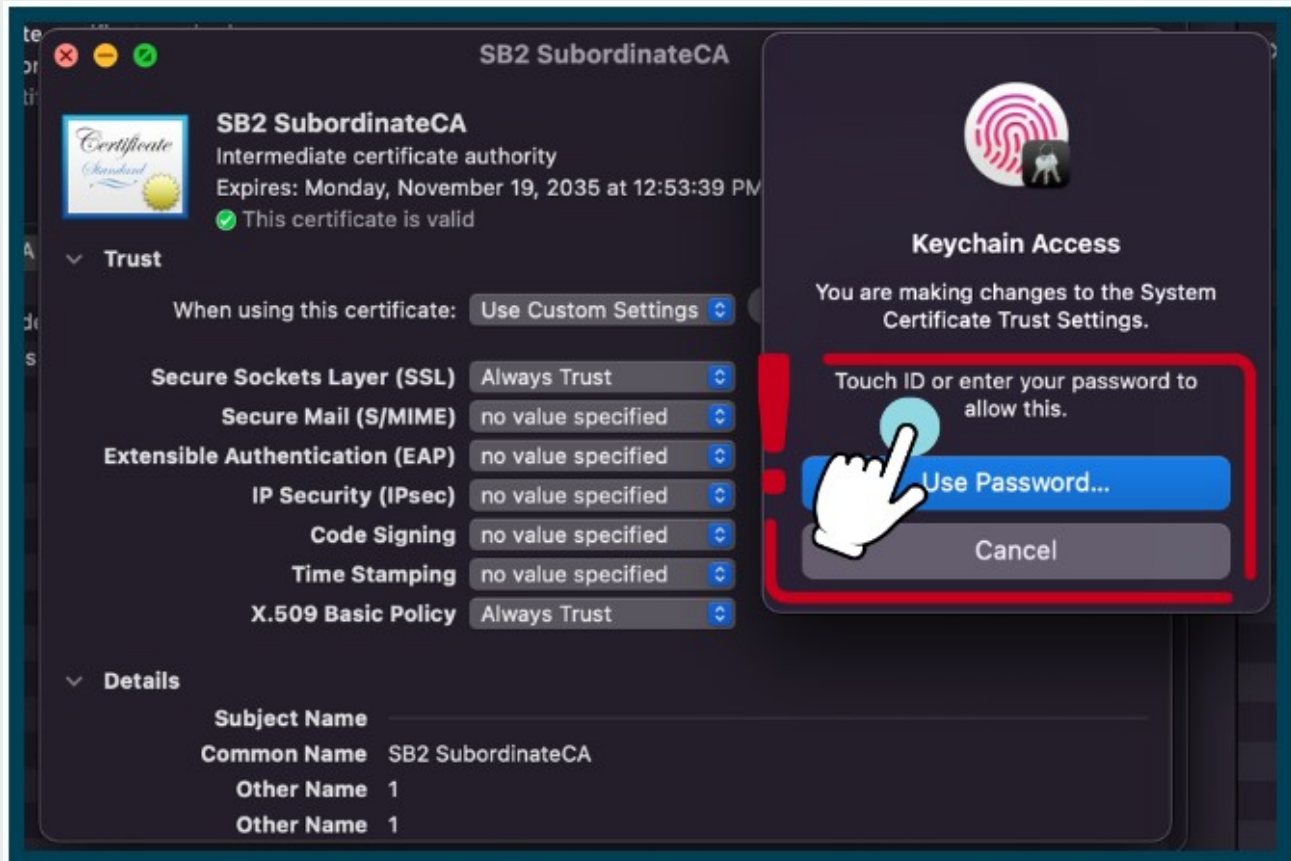 SB2 SubordinateCA
Certificate
Standard
SB2 SubordinateCA
Intermediate certificate authority
Expires: Monday, November 19, 2035 at 12:53:39 PM
This certificate is valid
Trust
When using this certificate: Use Custom Settings
Secure Sockets Layer (SSL) Always Trust
Secure Mail (S/MIME) no value specified
Extensible Authentication (EAP) no value specified
IP Security (IPsec) no value specified
Code Signing no value specified
Time Stamping no value specified
X.509 Basic Policy Always Trust
Details
Subject Name
Common Name SB2 SubordinateCA
Other Name 1
Other Name 1
Keychain Access
You are making changes to the System
Certificate Trust Settings.
Touch ID or enter your password to
allow this.
Use Password...
Cancel